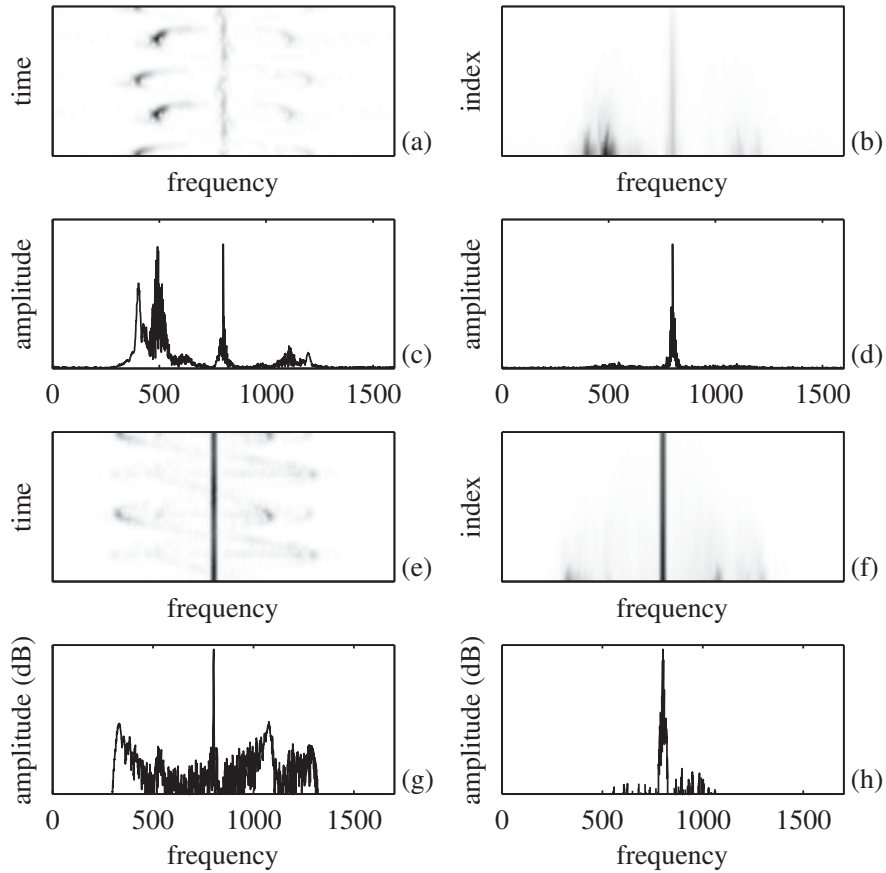 time
(a)
frequency
index
(b)
frequency
amplitude
(c)
0 500 1000 1500
amplitude
(d)
0 500 1000 1500
time
(e)
frequency
index
(f)
frequency
amplitude (dB)
(g)
0 500 1000 1500
frequency
amplitude (dB)
(h)
0 500 1000 1500
frequency